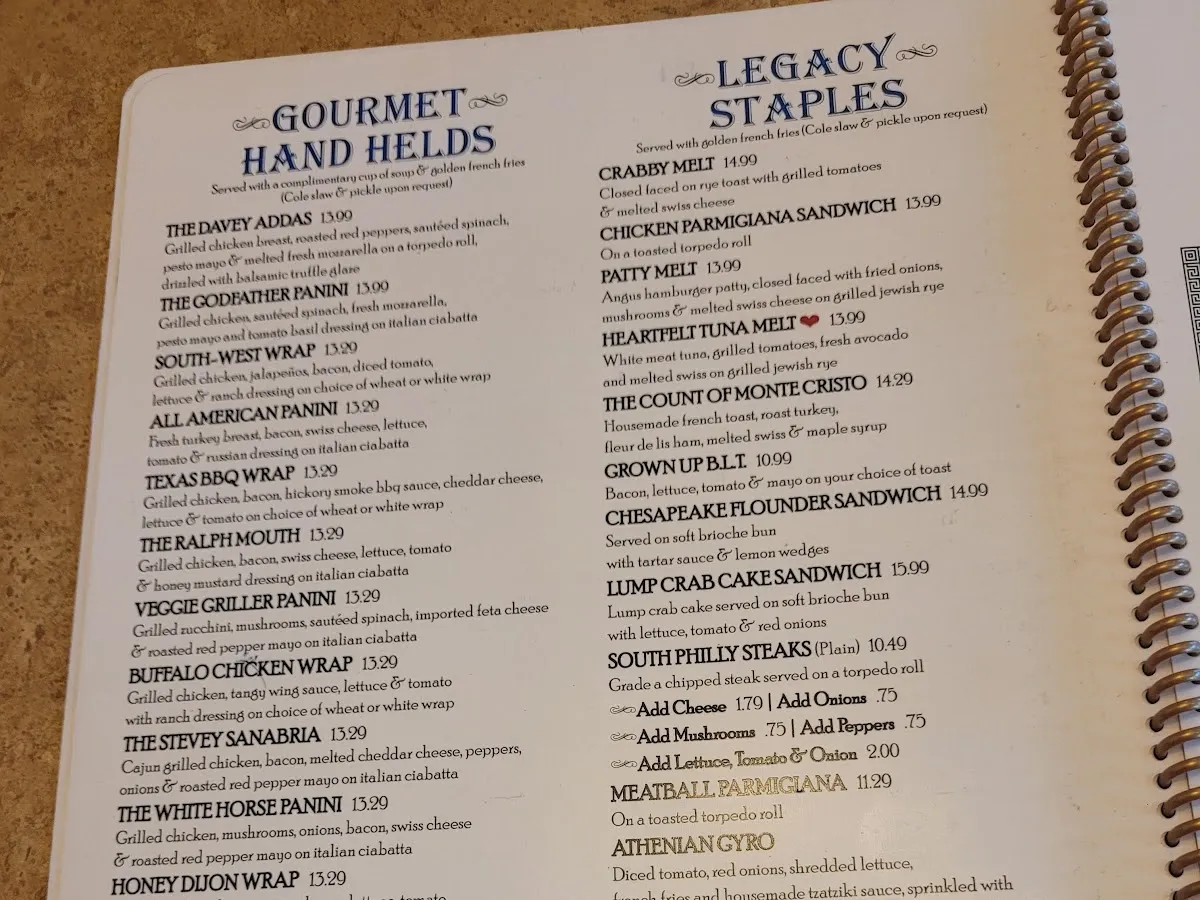 GOURMET
HAND HELDS
Served with a complimentary cup of soup & golden french fries
(Cole slaw & pickle upon request)
THE DAVEY ADDAS 13.99
Grilled chicken breast, roasted red peppers, sautéed spinach,
pesto mayo & melted fresh mozzarella on a torpedo roll,
drizzled with balsamic truffle glaze
THE GODFATHER PANINI 13.99
Grilled chicken, sautéed spinach, fresh mozzarella,
pesto mayo and tomato basil dressing on italian ciabatta
SOUTH-WEST WRAP 13.29
Grilled chicken, jalapeños, bacon, diced tomato,
lettuce & ranch dressing on choice of wheat or white wrap
ALL AMERICAN PANINI 13.29
Fresh turkey breast, bacon, swiss cheese, lettuce,
tomato & russian dressing on italian ciabatta
TEXAS BBQ WRAP 13.29
Grilled chicken, bacon, hickory smoke bbq sauce, cheddar cheese,
lettuce & tomato on choice of wheat or white wrap
THE RALPH MOUTH 13.29
Grilled chicken, bacon, swiss cheese, lettuce, tomato
& honey mustard dressing on italian ciabatta
VEGGIE GRILLER PANINI 13.29
Grilled zucchini, mushrooms, sautéed spinach, imported feta cheese
& roasted red pepper mayo on italian ciabatta
BUFFALO CHICKEN WRAP 13.29
Grilled chicken, tangy wing sauce, lettuce & tomato
with ranch dressing on choice of wheat or white wrap
THE STEVEY SANABRIA 13.29
Cajun grilled chicken, bacon, melted cheddar cheese, peppers,
onions & roasted red pepper mayo on italian ciabatta
THE WHITE HORSE PANINI 13.29
Grilled chicken, mushrooms, onions, bacon, swiss cheese
& roasted red pepper mayo on italian ciabatta
HONEY DIJON WRAP 13.29
LEGACY
STAPLES
Served with golden french fries (Cole slaw & pickle upon request)
CRABBY MELT 14.99
Closed faced on rye toast with grilled tomatoes
& melted swiss cheese
CHICKEN PARMIGIANA SANDWICH 13.99
On a toasted torpedo roll
PATTY MELT 13.99
Angus hamburger patty, closed faced with fried onions,
mushrooms & melted swiss cheese on grilled jewish rye
HEARTFELT TUNA MELT ❤ 13.99
White meat tuna, grilled tomatoes, fresh avocado
and melted swiss on grilled jewish rye
THE COUNT OF MONTE CRISTO 14.29
Housemade french toast, roast turkey,
fleur de lis ham, melted swiss & maple syrup
GROWN UP B.L.T. 10.99
Bacon, lettuce, tomato & mayo on your choice of toast
CHESAPEAKE FLOUNDER SANDWICH 14.99
Served on soft brioche bun
with tartar sauce & lemon wedges
LUMP CRAB CAKE SANDWICH 15.99
Lump crab cake served on soft brioche bun
with lettuce, tomato & red onions
SOUTH PHILLY STEAKS (Plain) 10.49
Grade a chipped steak served on a torpedo roll
Add Cheese 1.79 | Add Onions .75
Add Mushrooms .75 | Add Peppers .75
Add Lettuce, Tomato & Onion 2.00
MEATBALL PARMIGIANA 11.29
On a toasted torpedo roll
ATHENIAN GYRO
Diced tomato, red onions, shredded lettuce,
french fries and housemade tzatziki sauce, sprinkled with